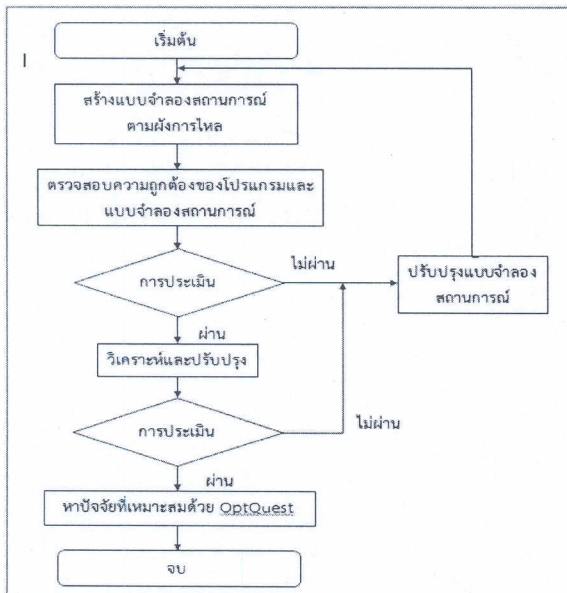 เริ่มต้น
สร้างแบบจำลองสถานการณ์
ตามผังการไหล
ตรวจสอบความถูกต้องของโปรแกรมและ
แบบจำลองสถานการณ์
การประเมิน
ไม่ผ่าน
ปรับปรุงแบบจำลอง
สถานการณ์
ผ่าน
วิเคราะห์และปรับปรุง
การประเมิน
ไม่ผ่าน
ผ่าน
หาปัจจัยที่เหมาะสมด้วย OptQuest
จบ